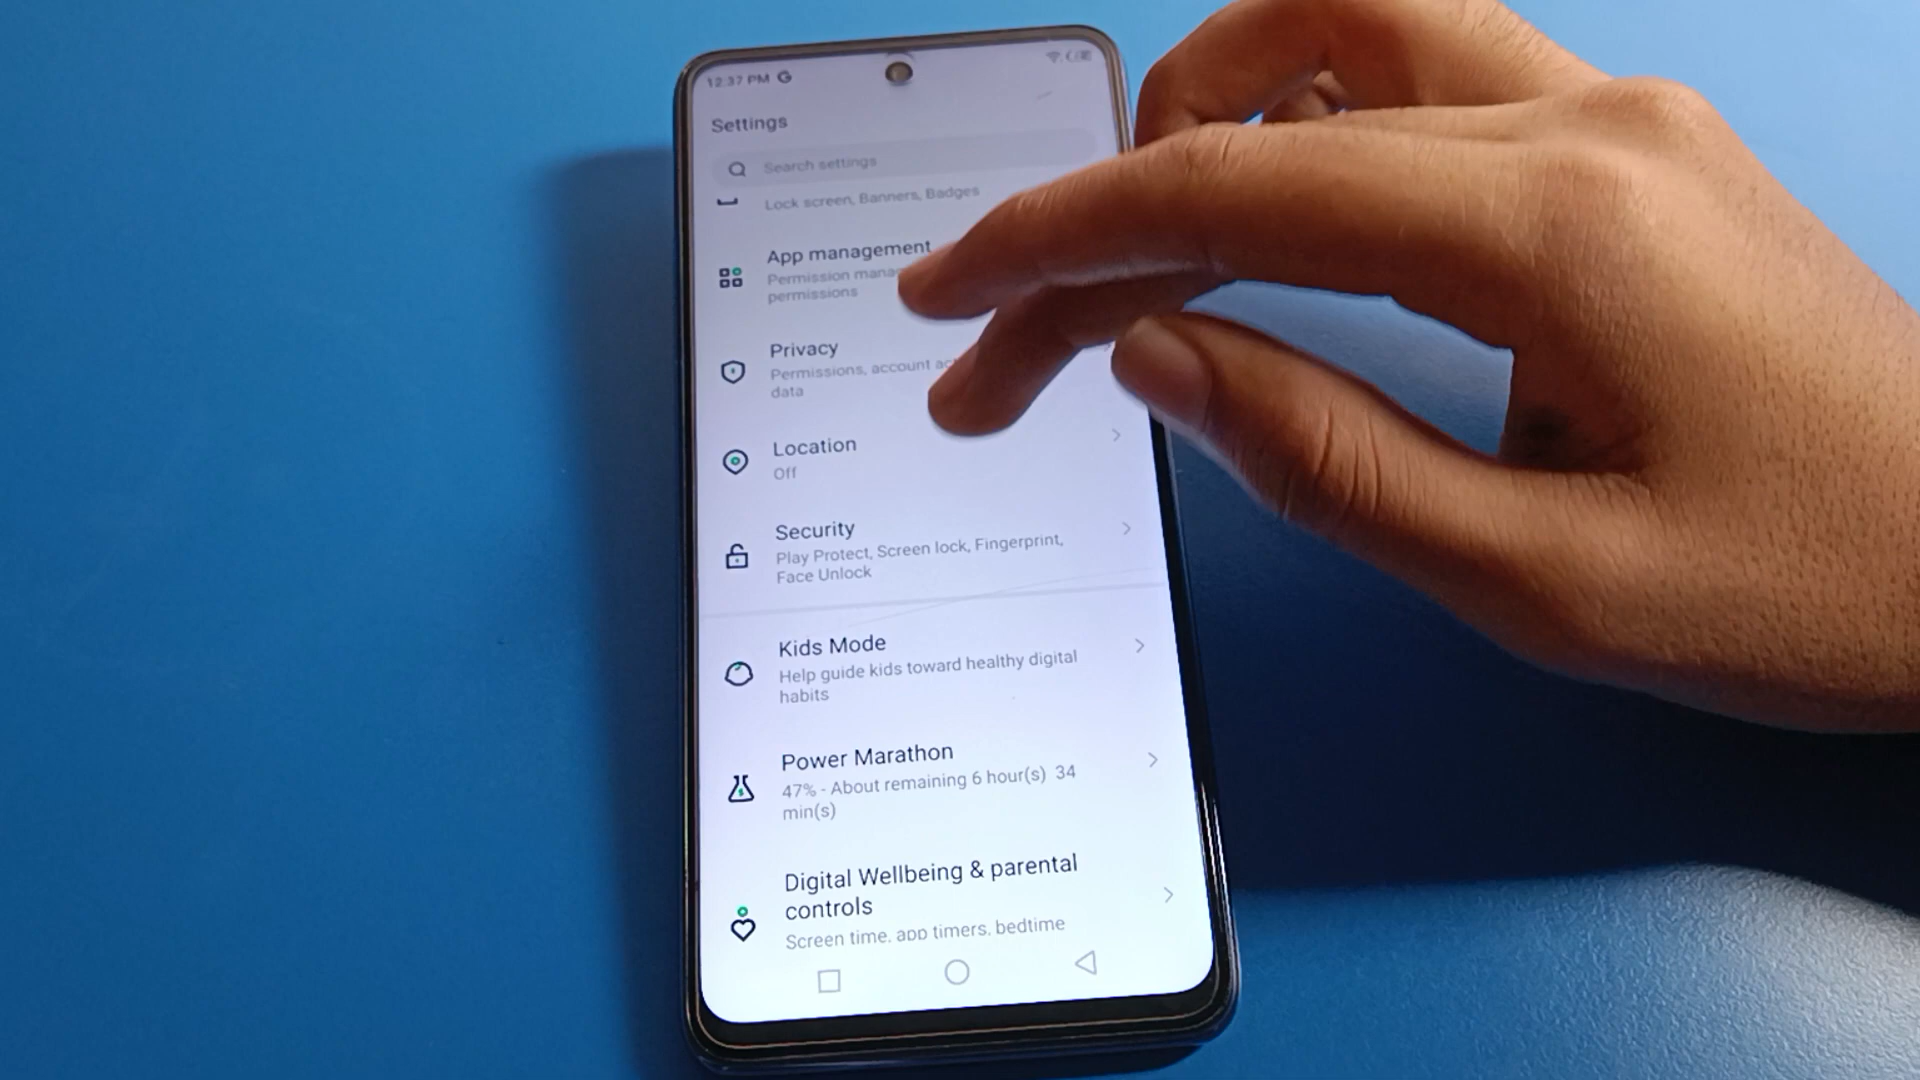 12:37 PM G
Settings
Search settings
Lock screen, Banners, Badges
App management
Permission
permissions
Privacy
Permissions, account
data
Location
Off
Security
Play Protect, Screen lock, Fingerprint,
Face Unlock
Kids Mode
Help guide kids toward healthy digital
habits
Power Marathon
47% - About remaining 6 hour(s) 34
min(s)
Digital Wellbeing & parental
controls
Screen time, app timers, bedtime